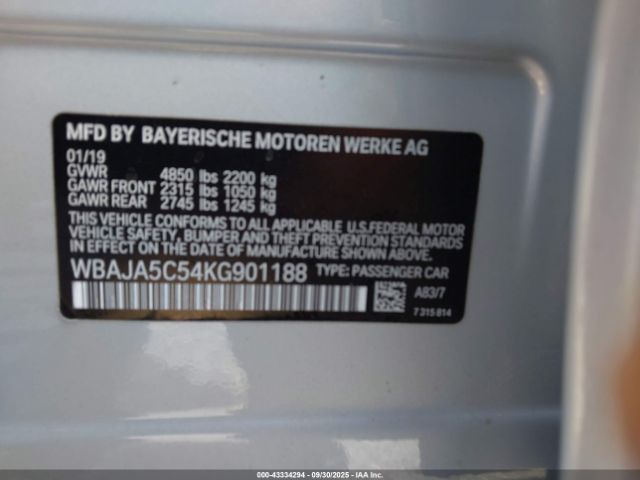 MFD BY BAYERISCHE MOTOREN WERKE AG
01/19
GVWR 4850 lbs 2200 kg
GAWR FRONT 2315 lbs 1050 kg
GAWR REAR 2745 lbs 1245 kg
THIS VEHICLE CONFORMS TO ALL APPLICABLE U.S.FEDERAL MOTOR
VEHICLE SAFETY, BUMPER AND THEFT PREVENTION STANDARDS IN
EFFECT ON THE DATE OF MANUFACTURE SHOWN ABOVE.
WBAJA5C54KG901188 TYPE: PASSENGER CAR
A83/7
7 315 814
000-43334294 - 09/30/2025 - IAA Inc.